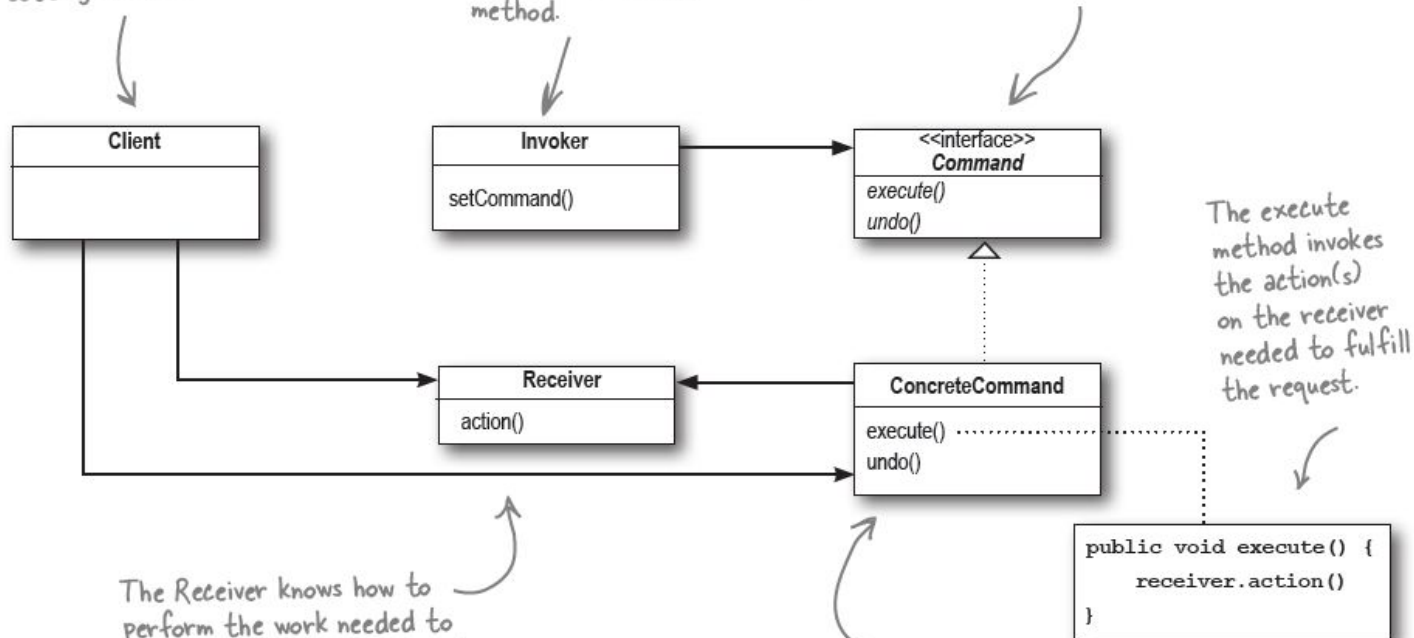 method.
Client
Invoker
setCommand()
<<interface>>
Command
execute()
undo()
The execute
method invokes
the action(s)
on the receiver
needed to fulfill
the request.
Receiver
action()
ConcreteCommand
execute()
undo()
The Receiver knows how to
perform the work needed to
public void execute() {
receiver.action()
}